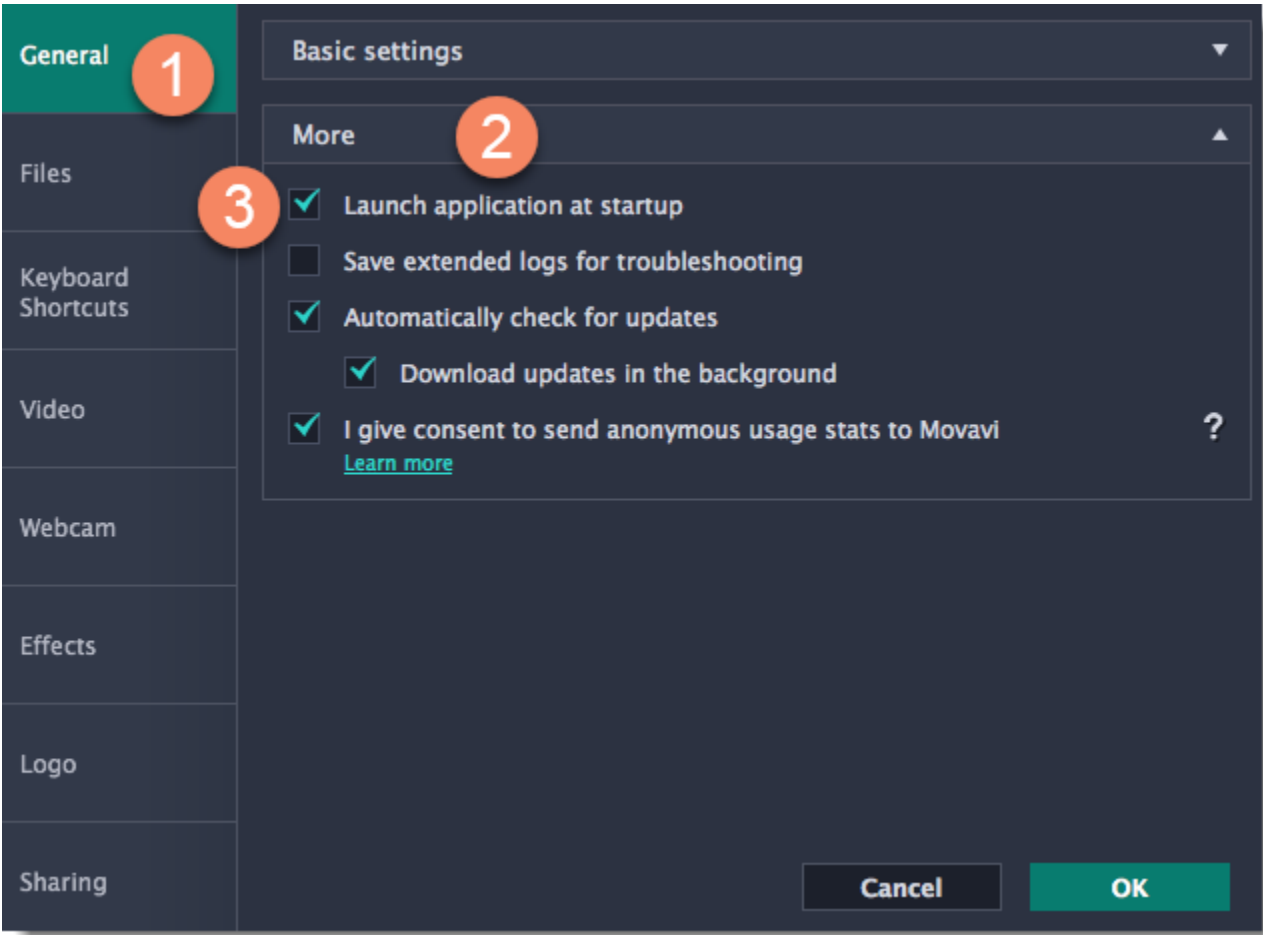 General
1
Files
Keyboard
Shortcuts
Video
Webcam
Effects
Logo
Sharing
Basic settings
More
2
3
Launch application at startup
Save extended logs for troubleshooting
Automatically check for updates
Download updates in the background
I give consent to send anonymous usage stats to Movavi
?
Learn more
Cancel
OK